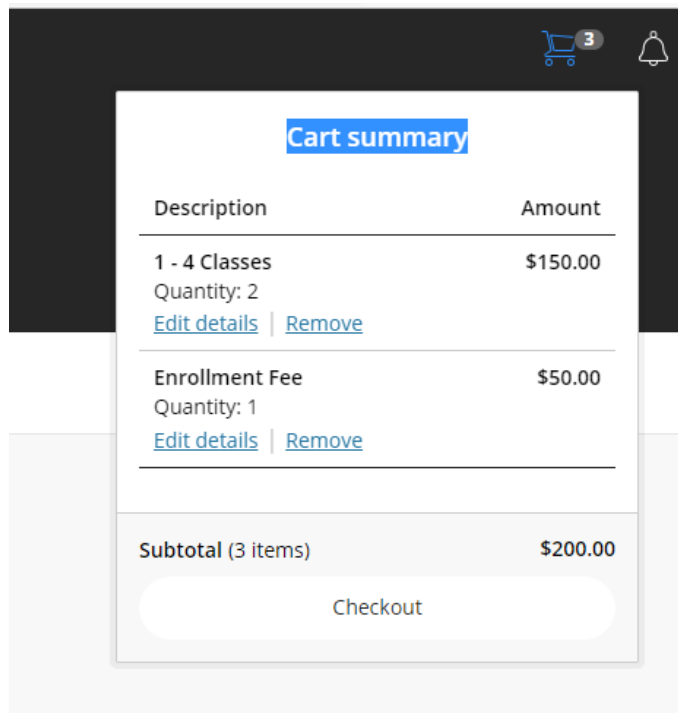 3
Cart summary
Description Amount
1 - 4 Classes $150.00
Quantity: 2
Edit details | Remove
Enrollment Fee $50.00
Quantity: 1
Edit details | Remove
Subtotal (3 items) $200.00
Checkout